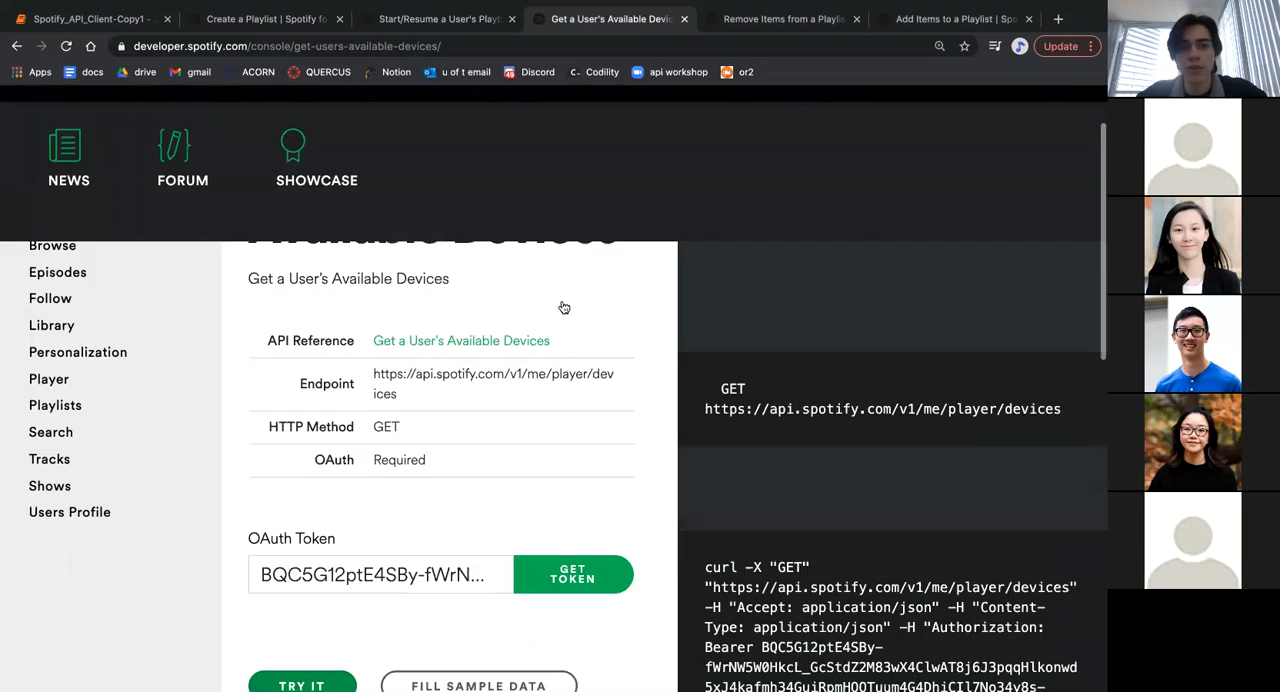 Spotify_API_Client-Copy1 -
Create a Playlist | Spotify fo
Start/Resume a User's Playb
Get a User's Available Device
Remove Items from a Playlis
Add Items to a Playlist | Spo
developer.spotify.com/console/get-users-available-devices/
Update
Apps
docs
drive
gmail
ACORN
QUERCUS
Notion
u of t email
Discord
Codility
api workshop
or2
NEWS
FORUM
SHOWCASE
Browse
Episodes
Follow
Library
Personalization
Player
Playlists
Search
Tracks
Shows
Users Profile
Available Devices
Get a User's Available Devices
API Reference Get a User's Available Devices
Endpoint https://api.spotify.com/v1/me/player/dev
ices
HTTP Method GET
OAuth Required
OAuth Token
BQC5G12ptE4SBy-fWrN...
GET
TOKEN
TRY IT
FILL SAMPLE DATA
GET
https://api.spotify.com/v1/me/player/devices
curl -X "GET"
"https://api.spotify.com/v1/me/player/devices"
-H "Accept: application/json" -H "Content-
Type: application/json" -H "Authorization:
Bearer BQC5G12ptE4SBy-
fWrNW5W0HkcL_GcStdZ2M83wX4ClwAT8j6J3pqqHlkonwd